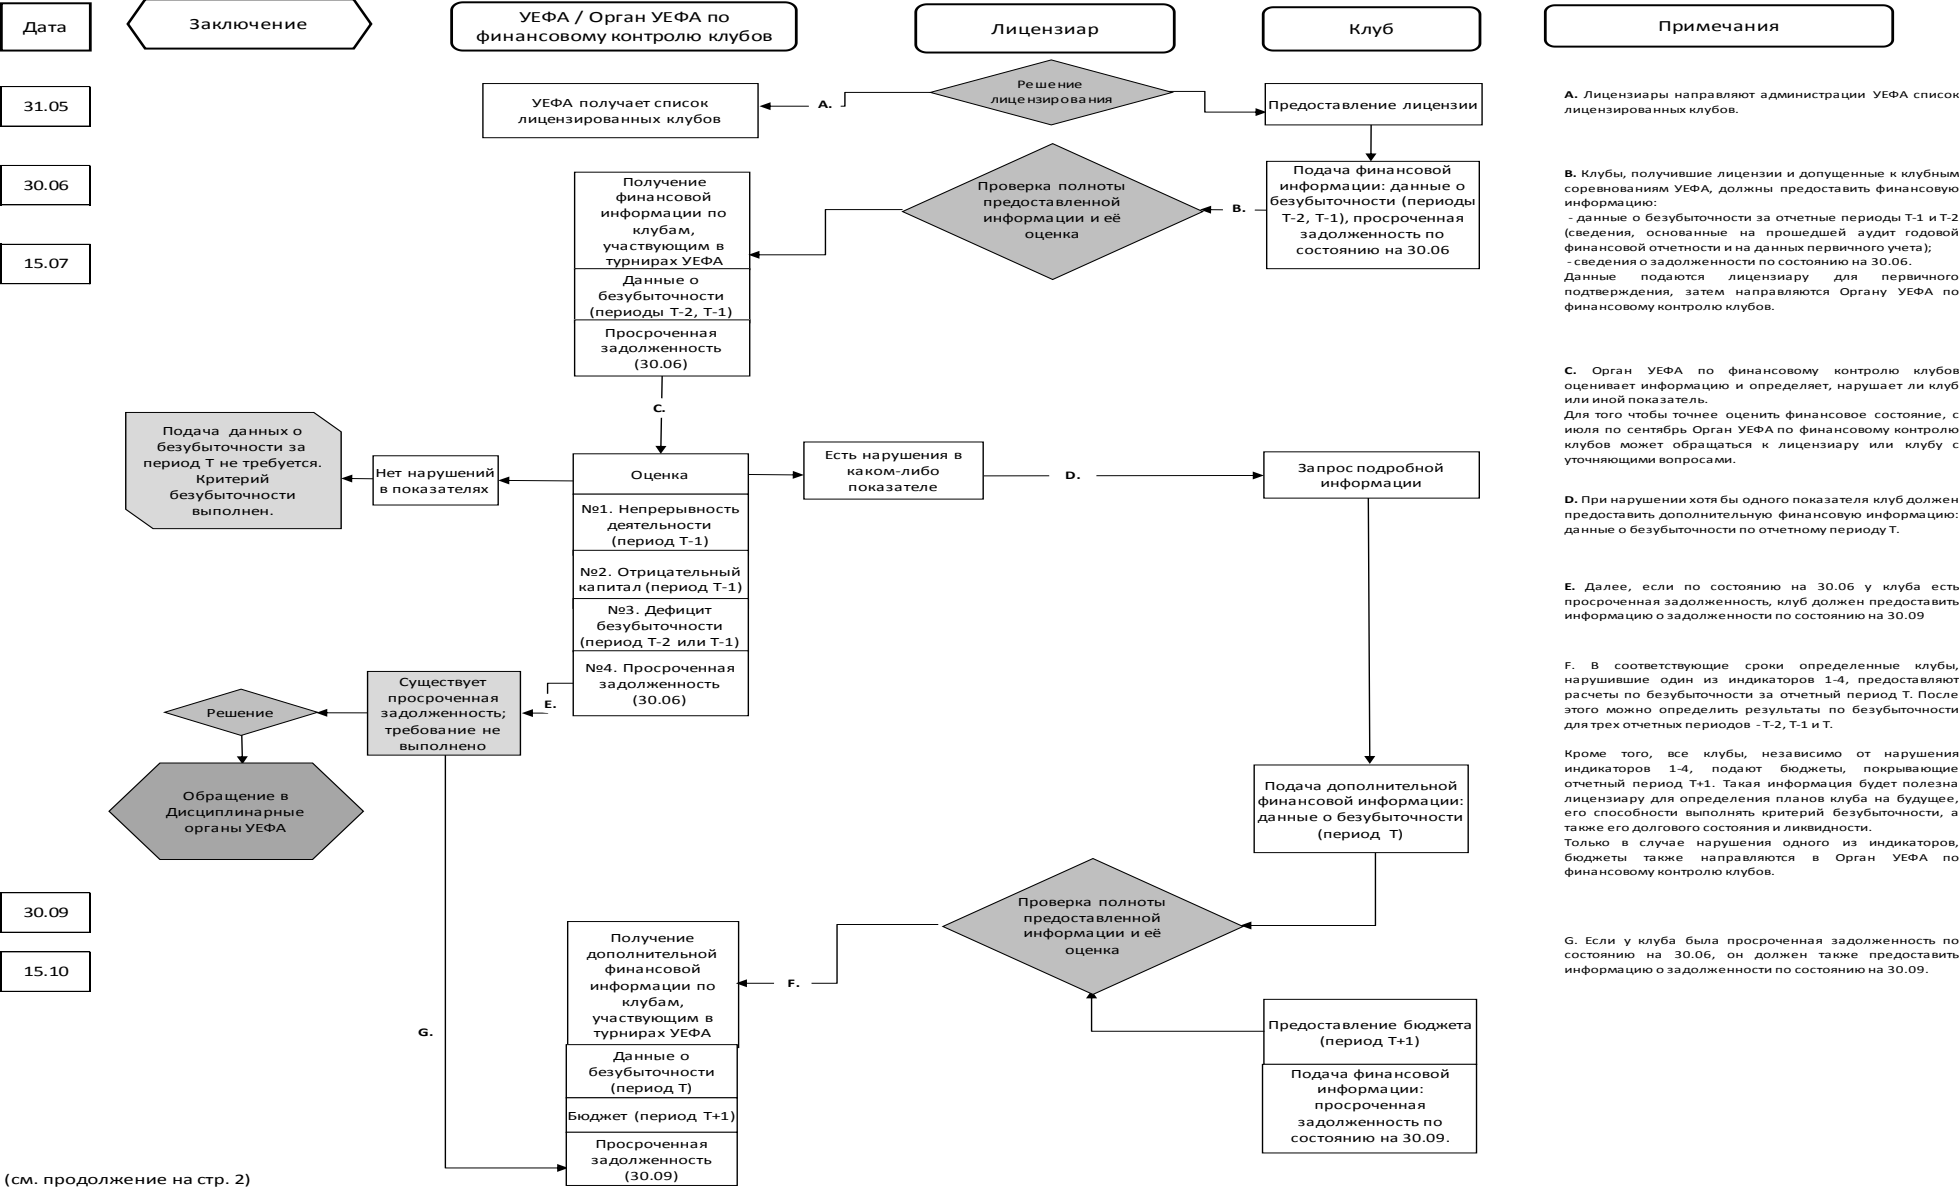 Дата
Заключение
УЕФА / Орган УЕФА по
финансовому контролю клубов
Лицензиар
Клуб
Примечания
31.05
УЕФА получает список
лицензированных клубов
A.
Решение
лицензирования
Предоставление лицензии
A. Лицензиары направляют администрации УЕФА список
лицензированных клубов.
30.06
15.07
Получение
финансовой
информации по
клубам,
участвующим в
турнирах УЕФА
Данные о
безубыточности
(периоды Т-2, Т-1)
Просроченная
задолженность
(30.06)
Проверка полноты
предоставленной
информации и её
оценка
B.
Подача финансовой
информации: данные о
безубыточности (периоды
Т-2, Т-1), просроченная
задолженность по
состоянию на 30.06
B. Клубы, получившие лицензии и допущенные к клубным
соревнованиям УЕФА, должны предоставить финансовую
информацию:
- данные о безубыточности за отчетные периоды Т-1 и Т-2
(сведения, основанные на прошедшей аудит годовой
финансовой отчетности и на данных первичного учета);
- сведения о задолженности по состоянию на 30.06.
Данные подаются лицензиару для первичного
подтверждения, затем направляются Органу УЕФА по
финансовому контролю клубов.
C.
C. Орган УЕФА по финансовому контролю клубов
оценивает информацию и определяет, нарушает ли клуб
или иной показатель.
Для того чтобы точнее оценить финансовое состояние, с
июля по сентябрь Орган УЕФА по финансовому контролю
клубов может обращаться к лицензиару или клубу с
уточняющими вопросами.
Подача данных о
безубыточности за
период Т не требуется.
Критерий
безубыточности
выполнен.
Нет нарушений
в показателях
Оценка
№1. Непрерывность
деятельности
(период Т-1)
№2. Отрицательный
капитал (период Т-1)
№3. Дефицит
безубыточности
(период Т-2 или Т-1)
№4. Просроченная
задолженность
(30.06)
Есть нарушения в
каком-либо
показателе
D.
Запрос подробной
информации
D. При нарушении хотя бы одного показателя клуб должен
предоставить дополнительную финансовую информацию:
данные о безубыточности по отчетному периоду Т.
E. Далее, если по состоянию на 30.06 у клуба есть
просроченная задолженность, клуб должен предоставить
информацию о задолженности по состоянию на 30.09
E.
Существует
просроченная
задолженность;
требование не
выполнено
Решение
Обращение в
Дисциплинарные
органы УЕФА
F. В соответствующие сроки определенные клубы,
нарушившие один из индикаторов 1-4, предоставляют
расчеты по безубыточности за отчетный период Т. После
этого можно определить результаты по безубыточности
для трех отчетных периодов - Т-2, Т-1 и Т.
Кроме того, все клубы, независимо от нарушения
индикаторов 1-4, подают бюджеты, покрывающие
отчетный период Т+1. Такая информация будет полезна
лицензиару для определения планов клуба на будущее,
его способности выполнять критерий безубыточности, а
также его долгового состояния и ликвидности.
Только в случае нарушения одного из индикаторов,
бюджеты также направляются в Орган УЕФА по
финансовому контролю клубов.
Подача дополнительной
финансовой информации:
данные о безубыточности
(период Т)
30.09
15.10
Проверка полноты
предоставленной
информации и её
оценка
F.
Получение
дополнительной
финансовой
информации по
клубам,
участвующим в
турнирах УЕФА
Данные о
безубыточности
(период Т)
Бюджет (период Т+1)
Просроченная
задолженность
(30.09)
G.
Предоставление бюджета
(период Т+1)
Подача финансовой
информации:
просроченная
задолженность по
состоянию на 30.09.
G. Если у клуба была просроченная задолженность по
состоянию на 30.06, он должен также предоставить
информацию о задолженности по состоянию на 30.09.
(см. продолжение на стр. 2)